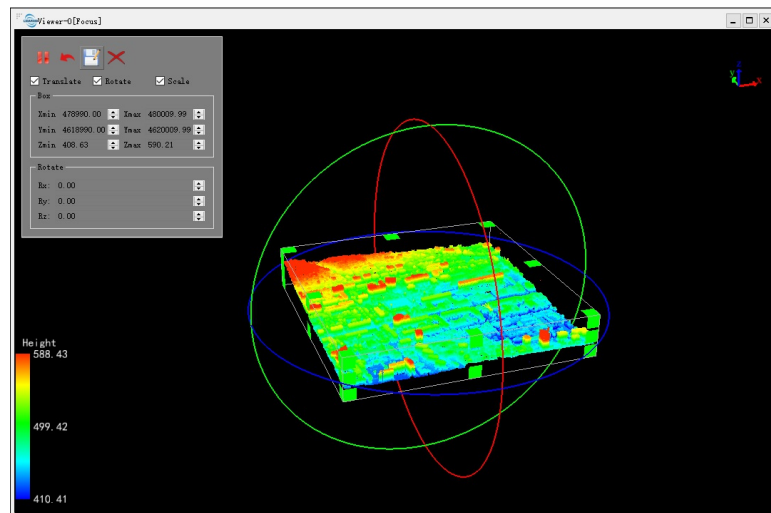 Viewer-0[Focus]
Translate Rotate Scale
Box
Xmin 478990.00 Xmax 480009.99
Ymin 4618990.00 Ymax 4620009.99
Zmin 408.63 Zmax 590.21
Rotate
Rx: 0.00
Ry: 0.00
Rz: 0.00
Z
Y X
Height
588.43
499.42
410.41